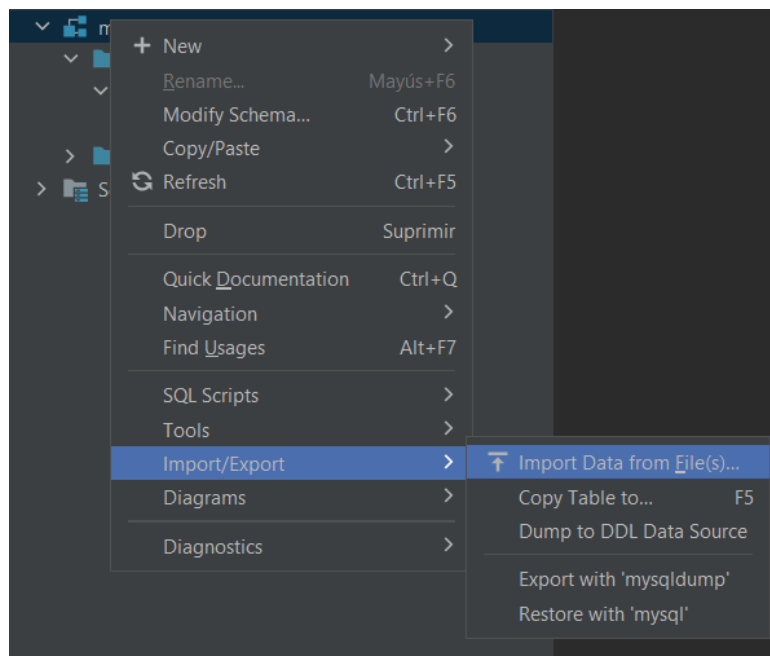 m
S
New
Rename... Mayús+F6
Modify Schema... Ctrl+F6
Copy/Paste
Refresh Ctrl+F5
Drop Suprimir
Quick Documentation Ctrl+Q
Navigation
Find Usages Alt+F7
SQL Scripts
Tools
Import/Export
Diagrams
Diagnostics
Import Data from File(s)...
Copy Table to... F5
Dump to DDL Data Source
Export with 'mysqldump'
Restore with 'mysql'